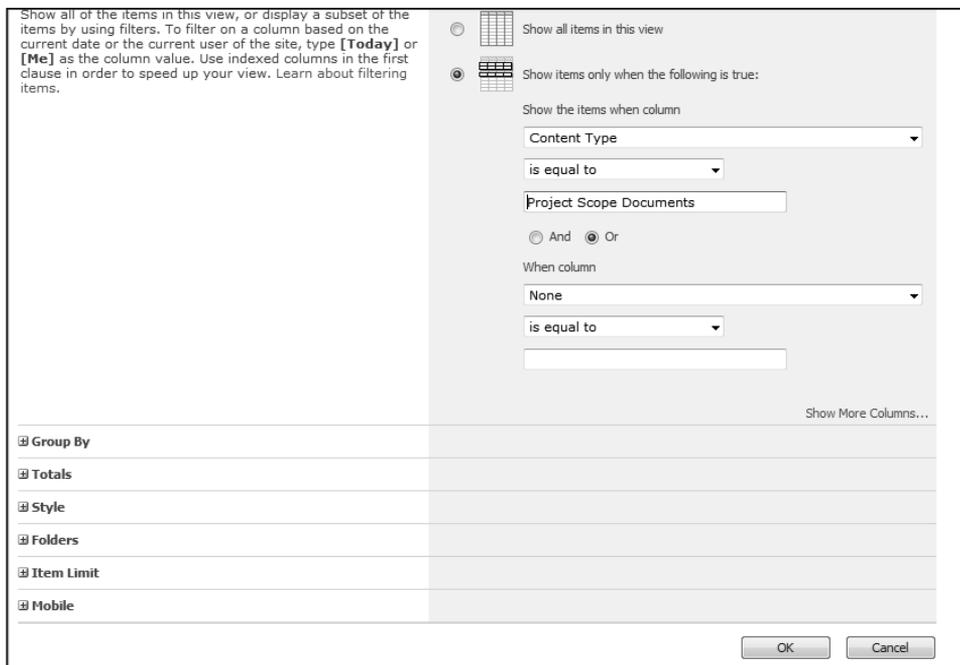 Show all of the items in this view, or display a subset of the
items by using filters. To filter on a column based on the
current date or the current user of the site, type [Today] or
[Me] as the column value. Use indexed columns in the first
clause in order to speed up your view. Learn about filtering
items.
Show all items in this view
Show items only when the following is true:
Show the items when column
Content Type
is equal to
Project Scope Documents
And Or
When column
None
is equal to
Show More Columns...
Group By
Totals
Style
Folders
Item Limit
Mobile
OK Cancel